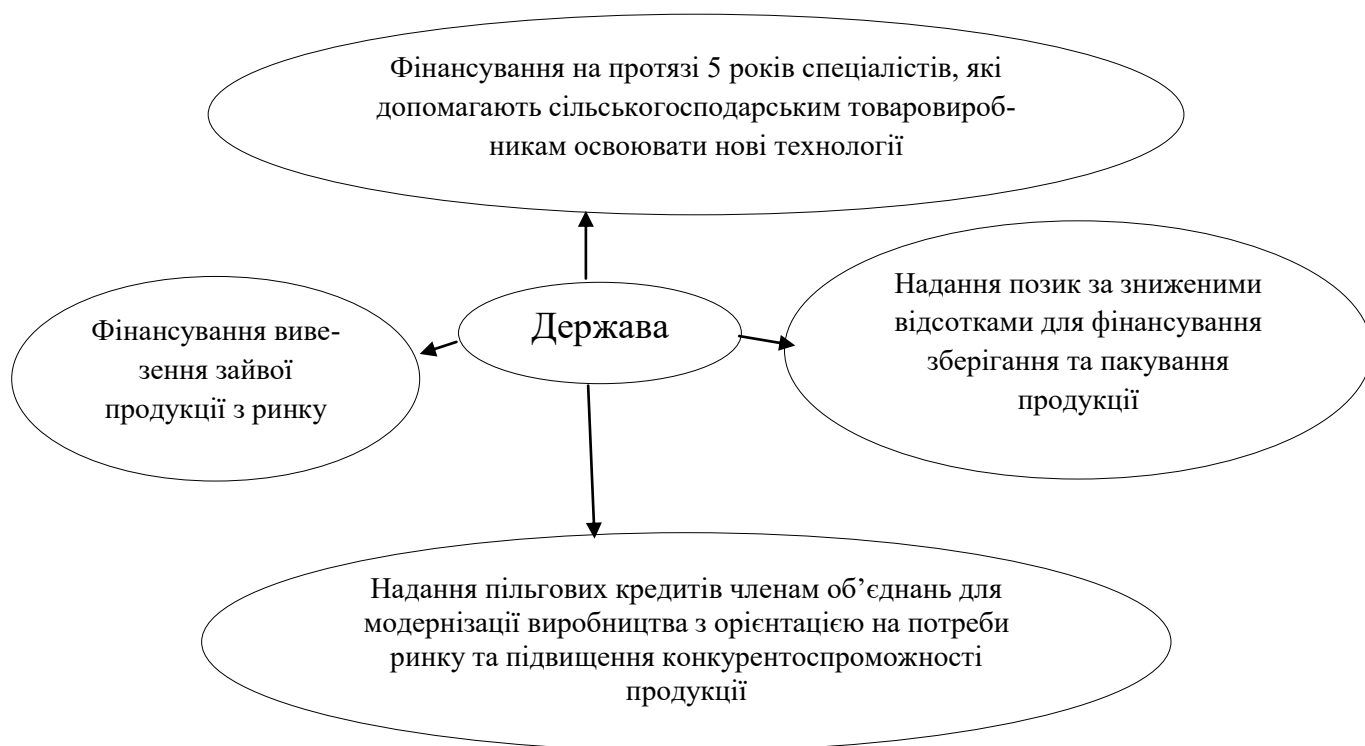 Фінансування на протязі 5 років спеціалістів, які
допомагають сільськогосподарським товаровироб-
никам освоювати нові технології
Надання позик за зниженими
відсотками для фінансування
зберігання та пакування
продукції
Держава
Фінансування виве-
зення зайвої
продукції з ринку
Надання пільгових кредитів членам об’єднань для
модернізації виробництва з орієнтацією на потреби
ринку та підвищення конкурентоспроможності
продукції